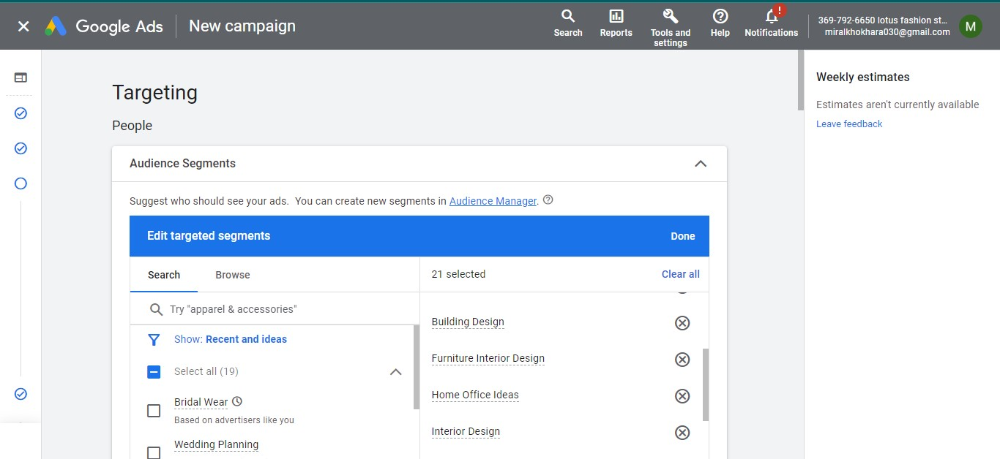 Google Ads
New campaign
Search
Reports
Tools and
settings
Help
!
Notifications
369-792-6650 lotus fashion st...
miralkhokhara030@gmail.com
M
Targeting
People
Audience Segments
Suggest who should see your ads. You can create new segments in Audience Manager. ?
Edit targeted segments
Done
Search
Browse
Try "apparel & accessories"
Show: Recent and ideas
Select all (19)
Bridal Wear
Based on advertisers like you
Wedding Planning
21 selected
Clear all
Building Design
Furniture Interior Design
Home Office Ideas
Interior Design
Weekly estimates
Estimates aren't currently available
Leave feedback